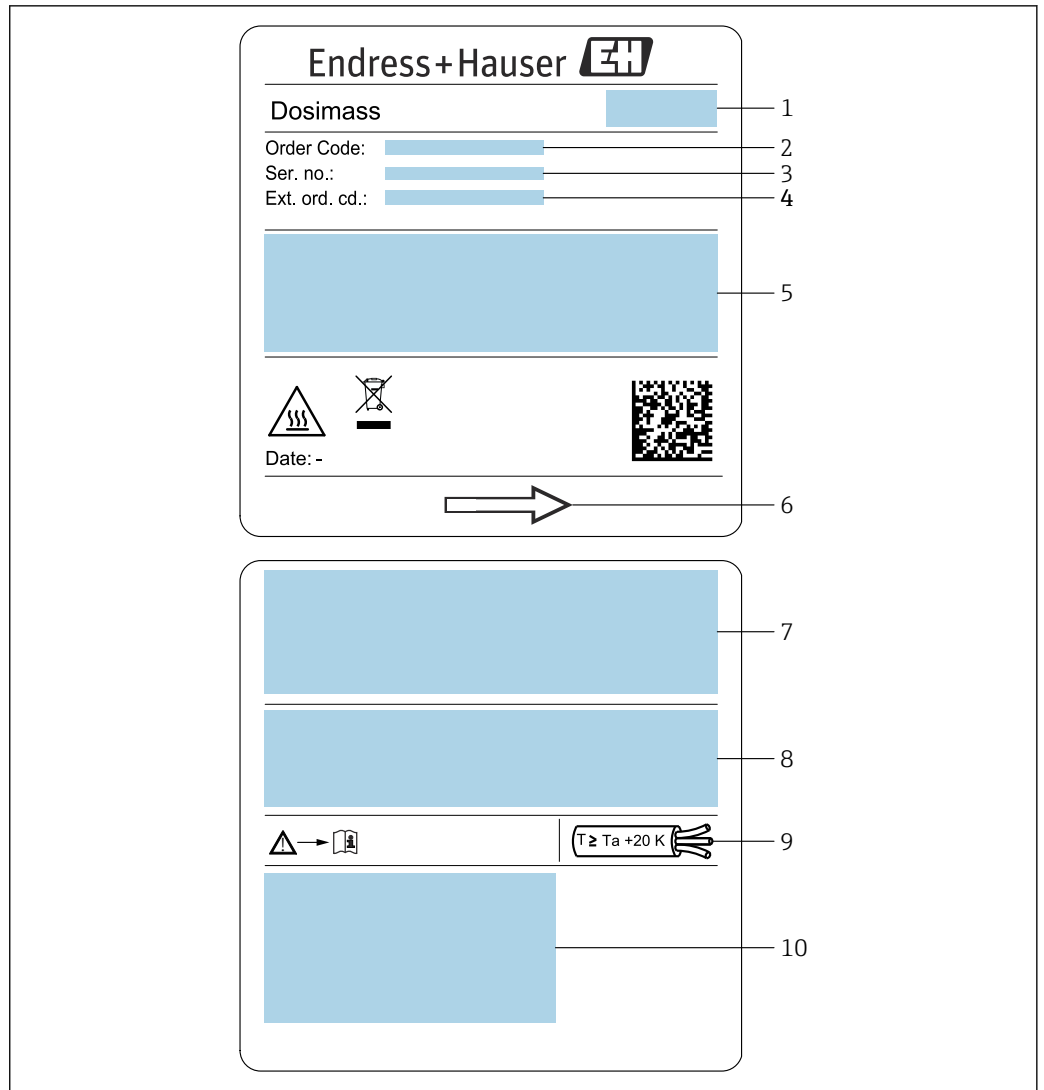 Endress+Hauser EH
Dosimass
1
Order Code:
2
Ser. no.:
3
Ext. ord. cd.:
4
5
Date: -
6
7
8
T ≥ Ta +20 K
9
10